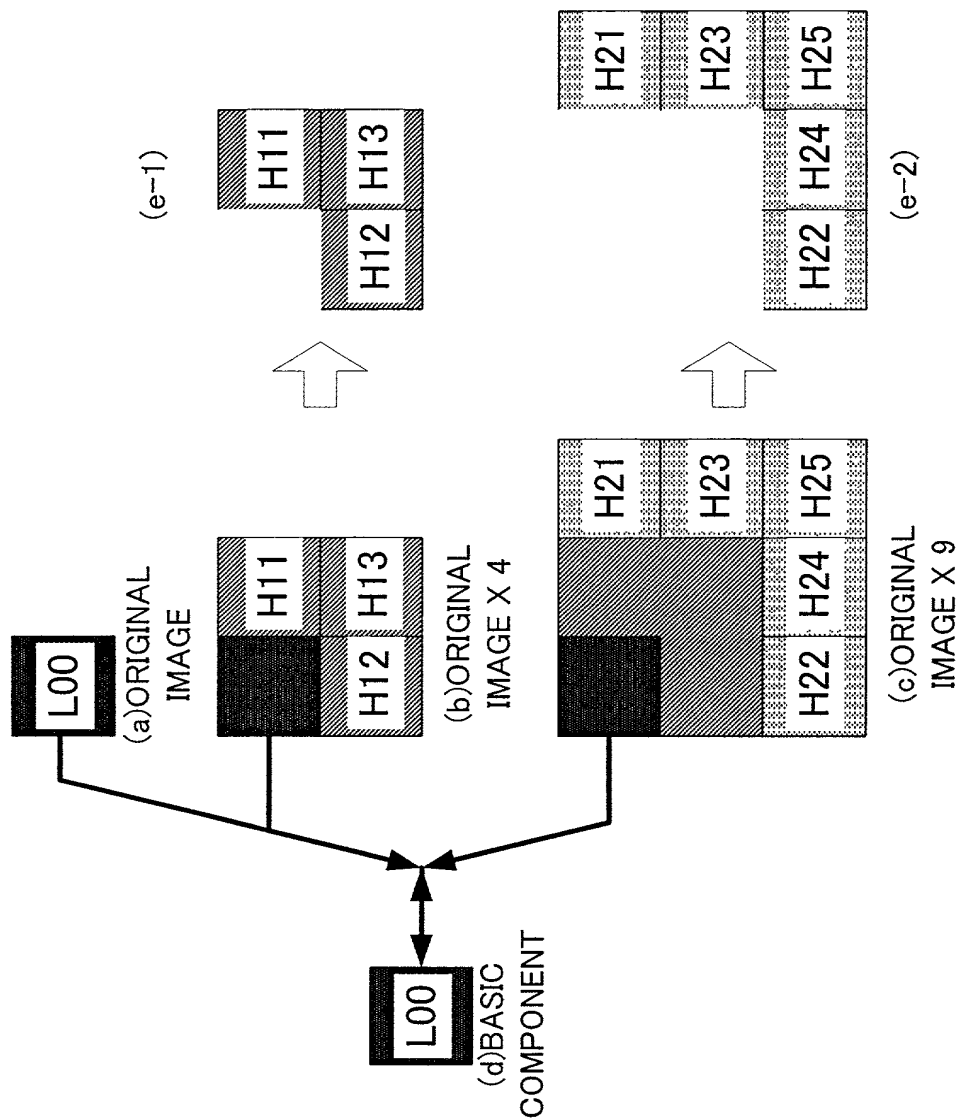 L00
(a)ORIGINAL
IMAGE
H11
H12
H13
(b)ORIGINAL
IMAGE X 4
H21
H23
H22
H24
H25
(c)ORIGINAL
IMAGE X 9
L00
(d)BASIC
COMPONENT
(e-1)
H11
H12
H13
H21
H23
H22
H24
H25
(e-2)